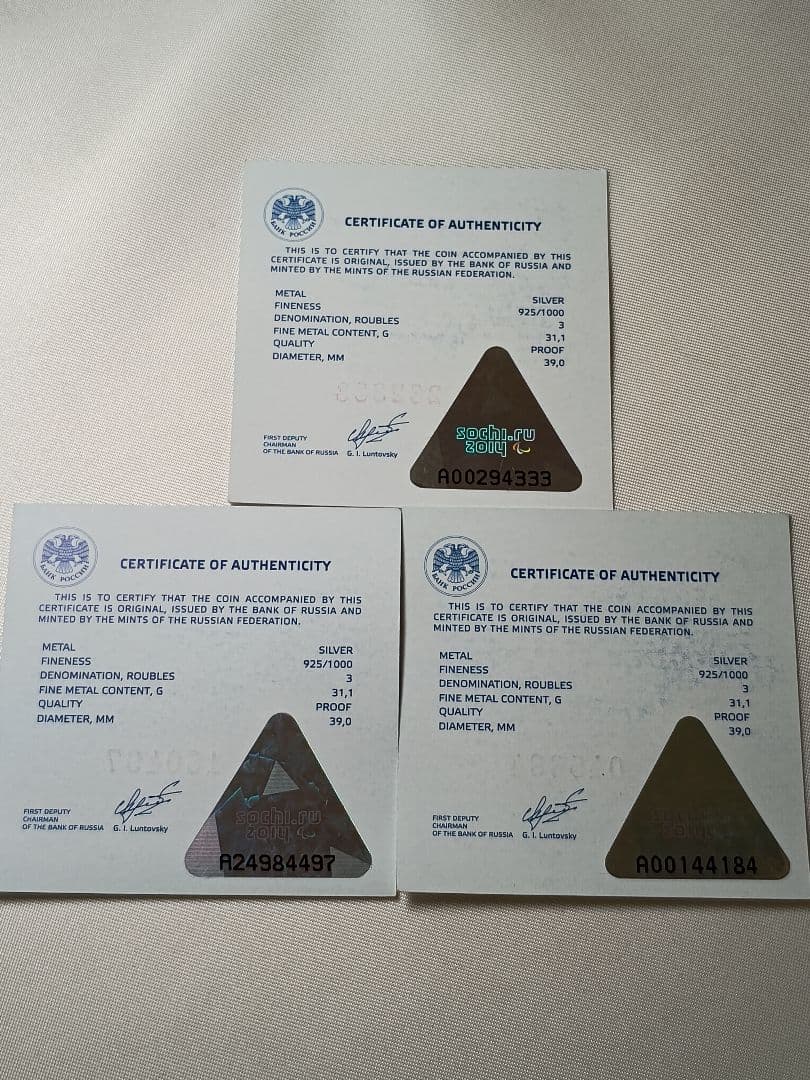 БАНК РОССИИ
CERTIFICATE OF AUTHENTICITY
THIS IS TO CERTIFY THAT THE COIN ACCOMPANIED BY THIS
CERTIFICATE IS ORIGINAL, ISSUED BY THE BANK OF RUSSIA AND
MINTED BY THE MINTS OF THE RUSSIAN FEDERATION.
METAL SILVER
FINENESS 925/1000
DENOMINATION, ROUBLES 3
FINE METAL CONTENT, G 31,1
QUALITY PROOF
DIAMETER, MM 39,0
FIRST DEPUTY
CHAIRMAN
OF THE BANK OF RUSSIA G. I. Luntovsky
sochi.ru
2014
A00294333
БАНК РОССИИ
CERTIFICATE OF AUTHENTICITY
THIS IS TO CERTIFY THAT THE COIN ACCOMPANIED BY THIS
CERTIFICATE IS ORIGINAL, ISSUED BY THE BANK OF RUSSIA AND
MINTED BY THE MINTS OF THE RUSSIAN FEDERATION.
METAL SILVER
FINENESS 925/1000
DENOMINATION, ROUBLES 3
FINE METAL CONTENT, G 31,1
QUALITY PROOF
DIAMETER, MM 39,0
FIRST DEPUTY
CHAIRMAN
OF THE BANK OF RUSSIA G. I. Luntovsky
sochi.ru
2014
A24984497
БАНК РОССИИ
CERTIFICATE OF AUTHENTICITY
THIS IS TO CERTIFY THAT THE COIN ACCOMPANIED BY THIS
CERTIFICATE IS ORIGINAL, ISSUED BY THE BANK OF RUSSIA AND
MINTED BY THE MINTS OF THE RUSSIAN FEDERATION.
METAL SILVER
FINENESS 925/1000
DENOMINATION, ROUBLES 3
FINE METAL CONTENT, G 31,1
QUALITY PROOF
DIAMETER, MM 39,0
FIRST DEPUTY
CHAIRMAN
OF THE BANK OF RUSSIA G. I. Luntovsky
A00144184